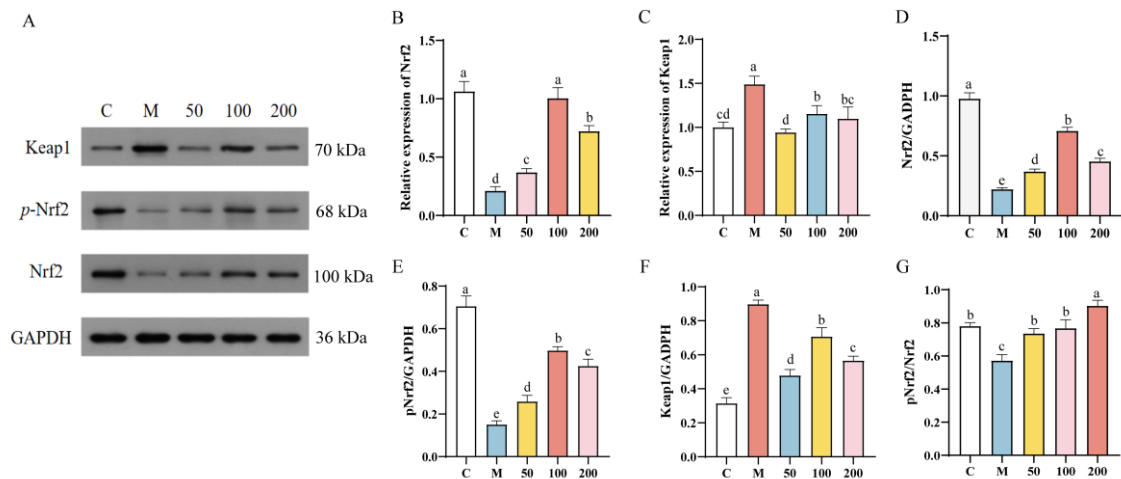 A
C M 50 100 200
Keap1 70 kDa
p-Nrf2 68 kDa
Nrf2 100 kDa
GAPDH 36 kDa
B
Relative expression of Nrf2
1.5
1.0
0.5
0.0
a
d
c
a
b
C M 50 100 200
C
Relative expression of Keap1
2.0
1.5
1.0
0.5
0.0
cd
a
d
b
bc
C M 50 100 200
D
Nrf2/GADPH
1.5
1.0
0.5
0.0
a
e
d
b
c
C M 50 100 200
E
pNrf2/GAPDH
0.8
0.6
0.4
0.2
0.0
a
e
d
b
c
C M 50 100 200
F
Keap1/GADPH
1.0
0.8
0.6
0.4
0.2
0.0
e
a
d
b
c
C M 50 100 200
G
pNrf2/Nrf2
1.0
0.8
0.6
0.4
0.2
0.0
b
c
b
b
a
C M 50 100 200